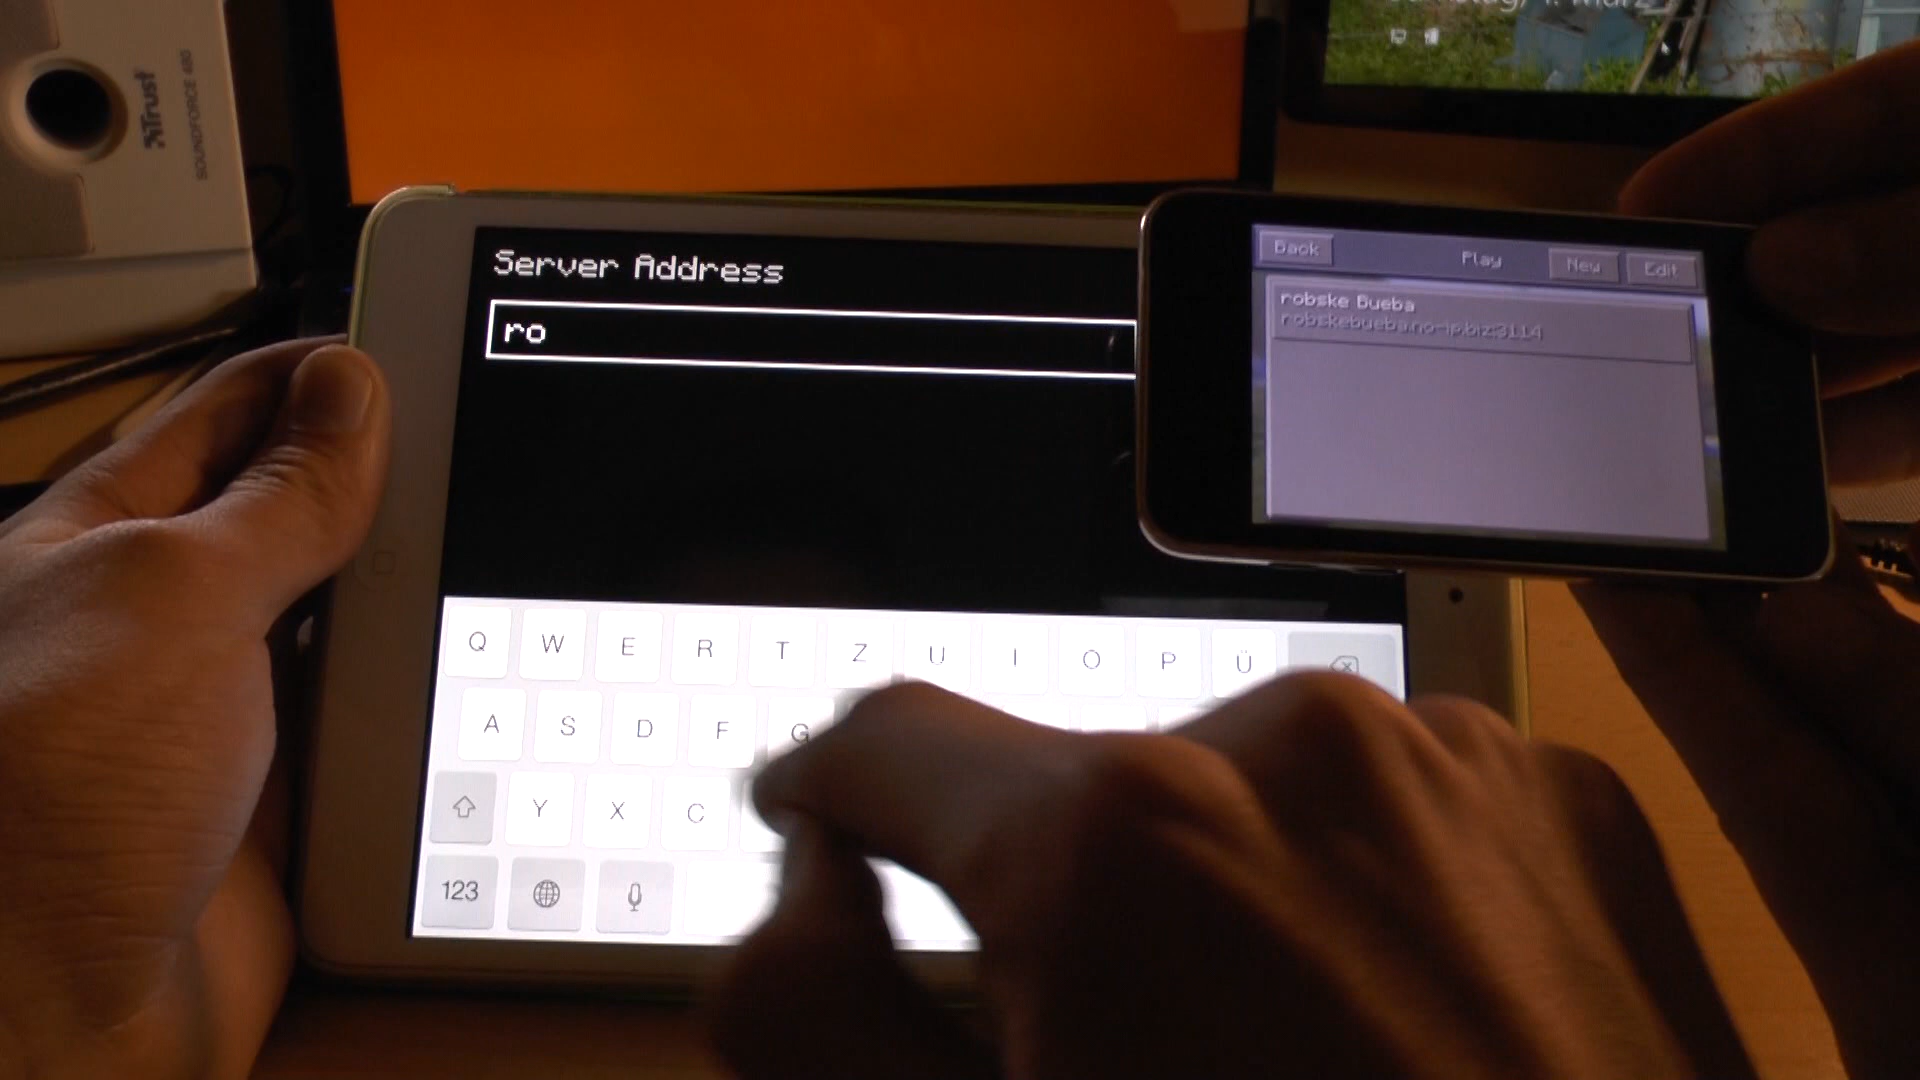 Trust
SOUNDFORCE 480
Server Address
ro
Back
Play
New
Edit
robske Bueba
robskebueba.no-ip.biz:3114
Q W E R T Z U I O P Ü
A S D F G
Y X C
123